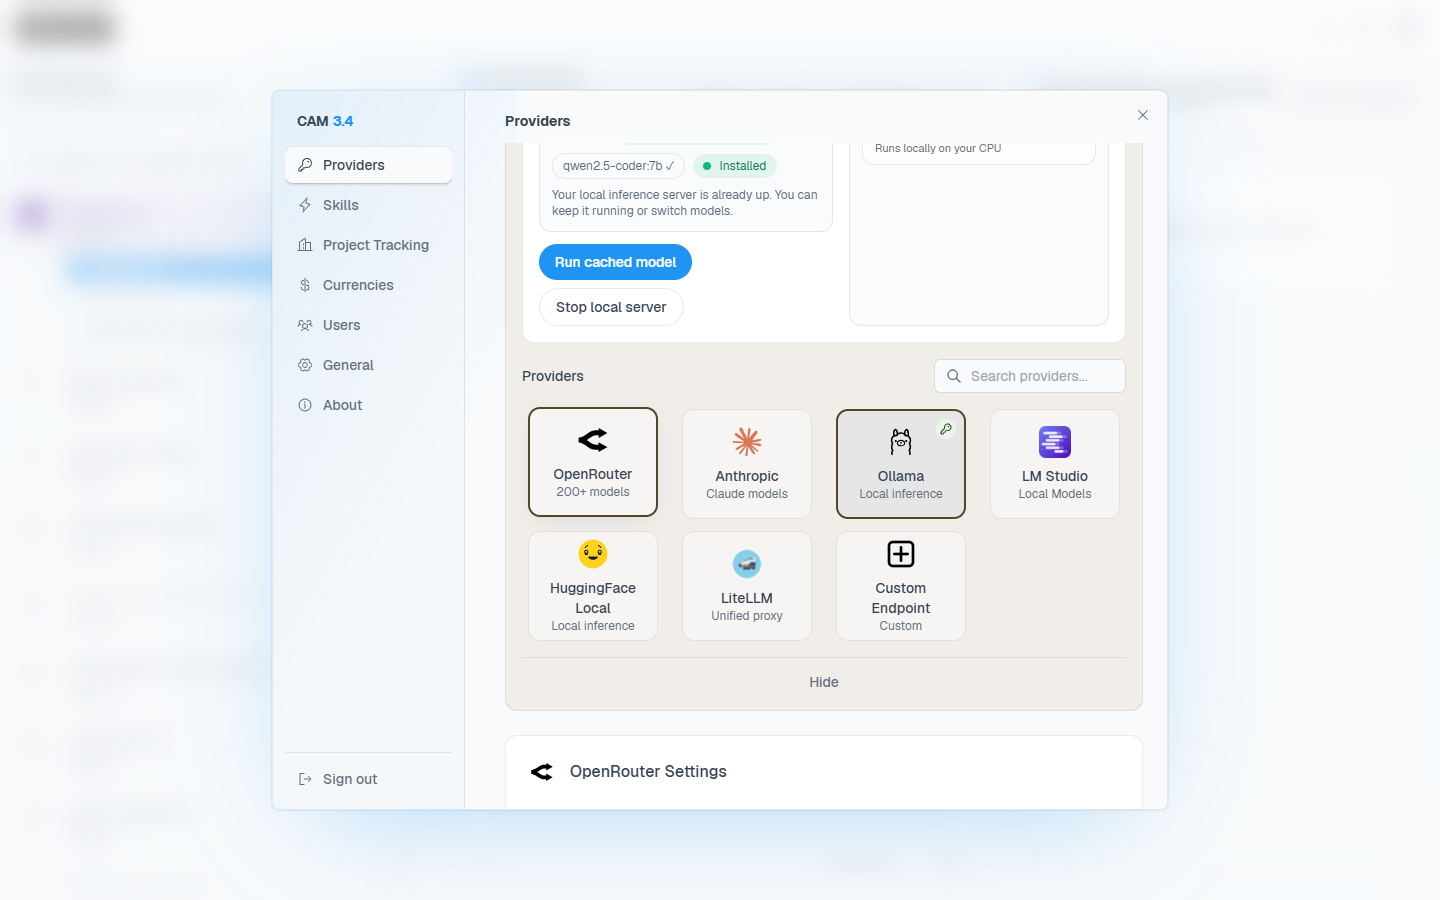 CAM 3.4
Providers
Skills
Project Tracking
Currencies
Users
General
About
Sign out
Providers
qwen2.5-coder:7b ✓
Installed
Your local inference server is already up. You can
keep it running or switch models.
Run cached model
Stop local server
Runs locally on your CPU
Providers
Search providers...
OpenRouter
200+ models
Anthropic
Claude models
Ollama
Local inference
LM Studio
Local Models
HuggingFace
Local
Local inference
LiteLLM
Unified proxy
Custom
Endpoint
Custom
Hide
OpenRouter Settings